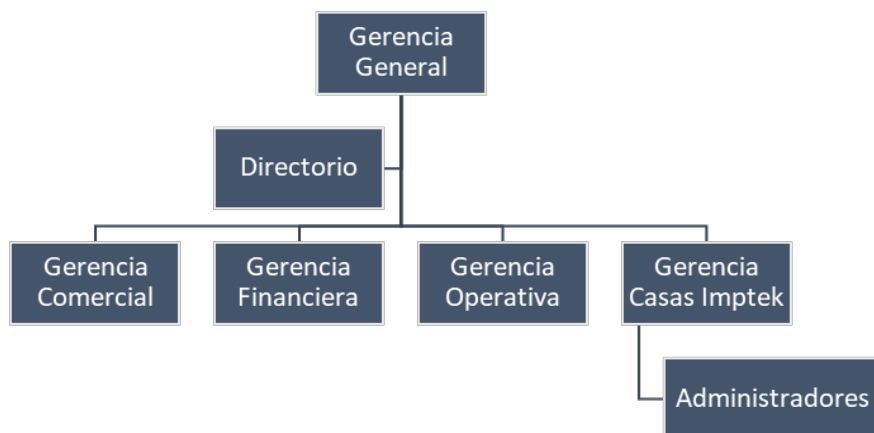 Gerencia
General
Directorio
Gerencia
Comercial
Gerencia
Financiera
Gerencia
Operativa
Gerencia
Casas Imptek
Administradores